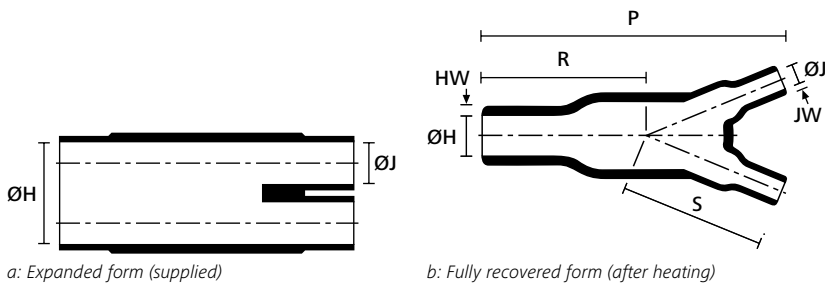 P
R
HW
ØJ
JW
ØH
S
ØH
ØJ
a: Expanded form (supplied)
b: Fully recovered form (after heating)